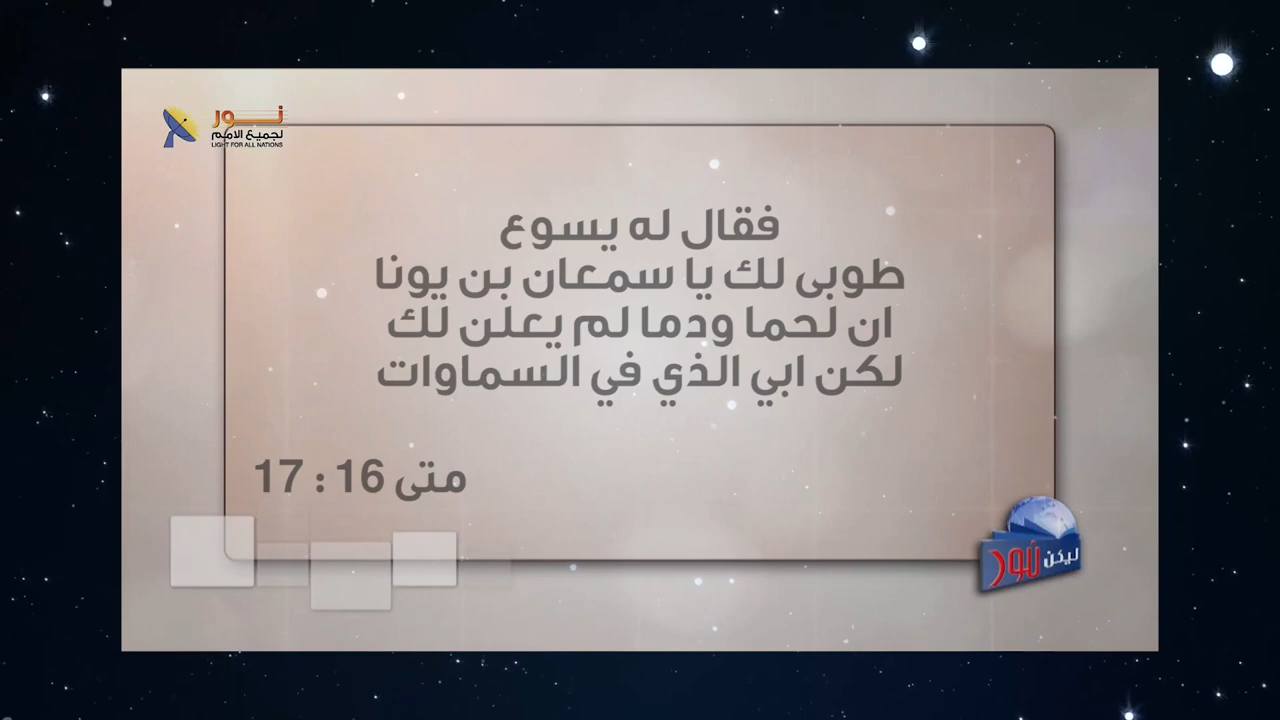 نور
لجميع الامم
LIGHT FOR ALL NATIONS
فقال له يسوع
طوبى لك يا سمعان بن يونا
ان لحما ودما لم يعلن لك
لكن ابي الذي في السماوات
متى 16 : 17
ليكن نور